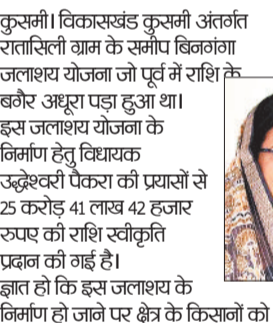 कुसमी। विकासखंड कुसमी अंतर्गत
रातासिली ग्राम के समीप बिनगंगा
जलाशय योजना जो पूर्व में राशि के
बगैर अधूरा पड़ा हुआ था।
इस जलाशय योजना के
निर्माण हेतु विधायक
उद्धेश्वरी पैकरा की प्रयासों से
25 करोड़ 41 लाख 42 हजार
रुपए की राशि स्वीकृति
प्रदान की गई है।
ज्ञात हो कि इस जलाशय के
निर्माण हो जाने पर क्षेत्र के किसानों को